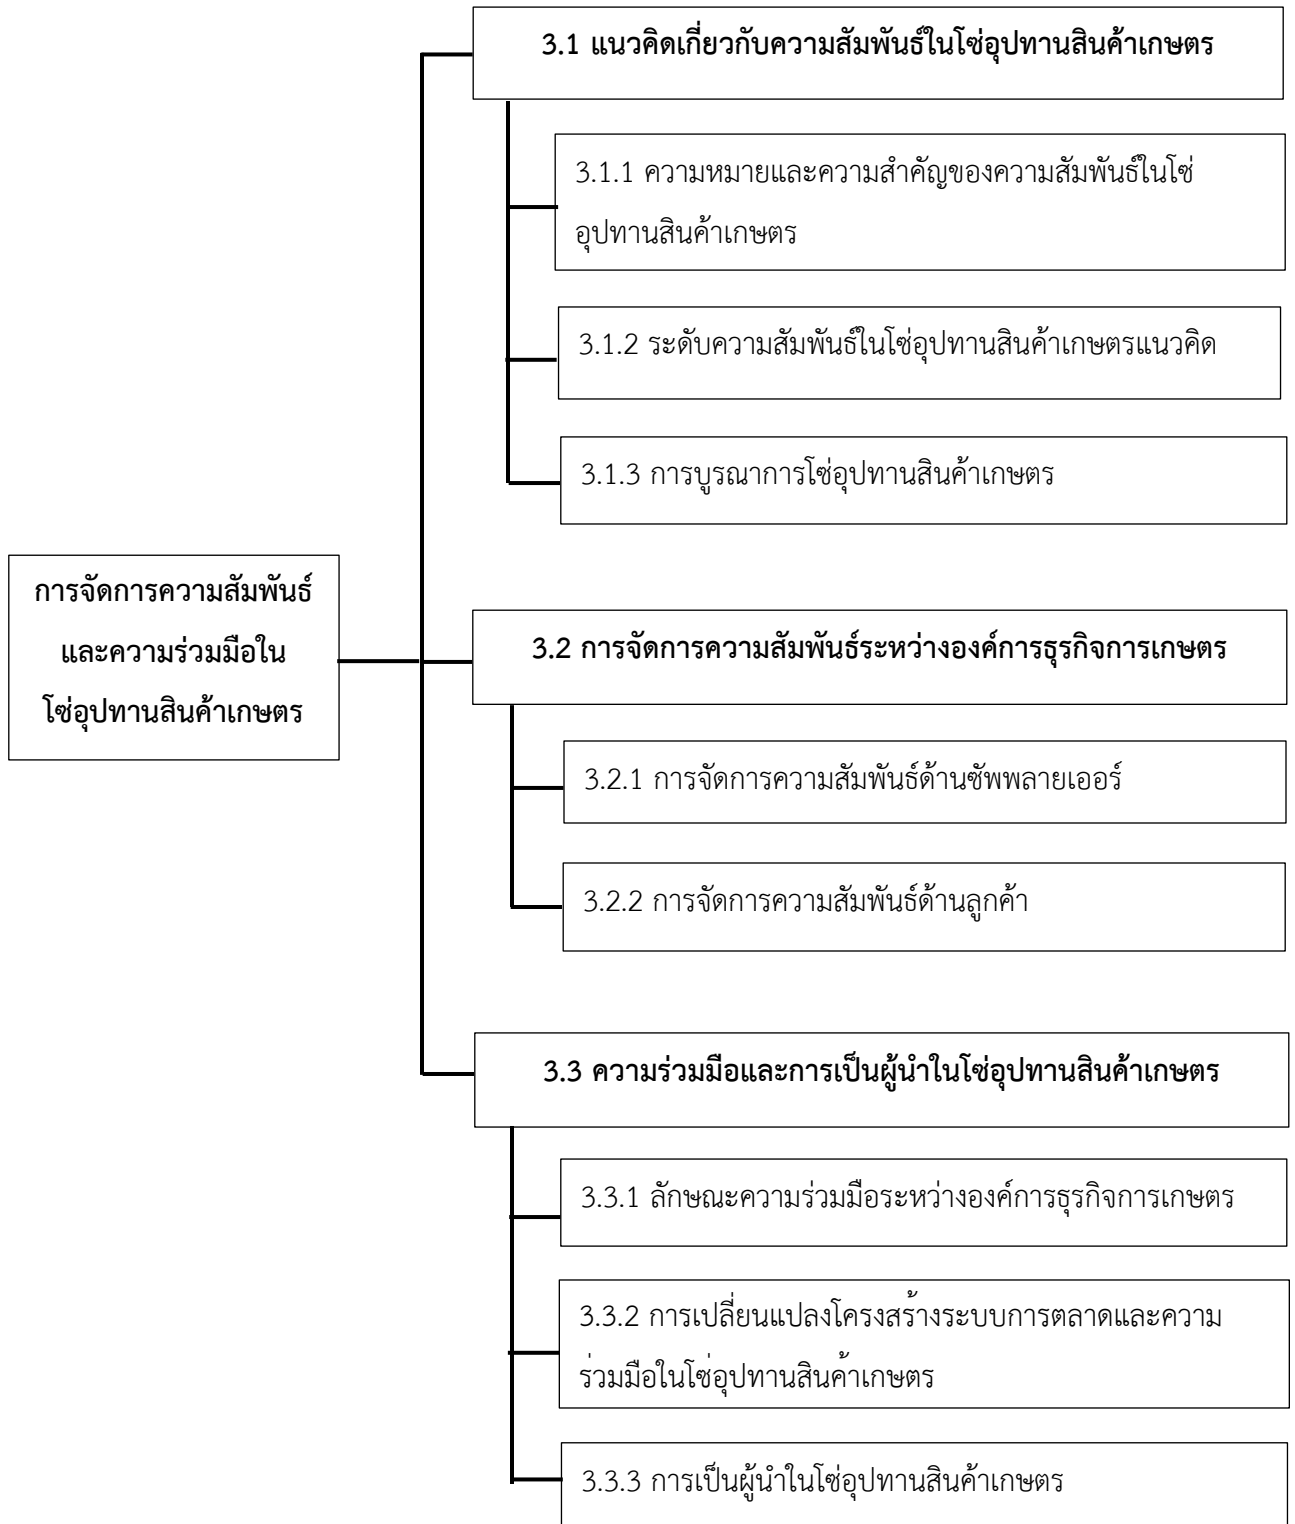 3.1 แนวคิดเกี่ยวกับความสัมพันธ์ในโซ่อุปทานสินค้าเกษตร
3.1.1 ความหมายและความสำคัญของความสัมพันธ์ในโซ่
อุปทานสินค้าเกษตร
3.1.2 ระดับความสัมพันธ์ในโซ่อุปทานสินค้าเกษตรแนวคิด
3.1.3 การบูรณาการโซ่อุปทานสินค้าเกษตร
การจัดการความสัมพันธ์
และความร่วมมือใน
โซ่อุปทานสินค้าเกษตร
3.2 การจัดการความสัมพันธ์ระหว่างองค์การธุรกิจการเกษตร
3.2.1 การจัดการความสัมพันธ์ด้านซัพพลายเออร์
3.2.2 การจัดการความสัมพันธ์ด้านลูกค้า
3.3 ความร่วมมือและการเป็นผู้นำในโซ่อุปทานสินค้าเกษตร
3.3.1 ลักษณะความร่วมมือระหว่างองค์การธุรกิจการเกษตร
3.3.2 การเปลี่ยนแปลงโครงสร้างระบบการตลาดและความ
ร่วมมือในโซ่อุปทานสินค้าเกษตร
3.3.3 การเป็นผู้นำในโซ่อุปทานสินค้าเกษตร